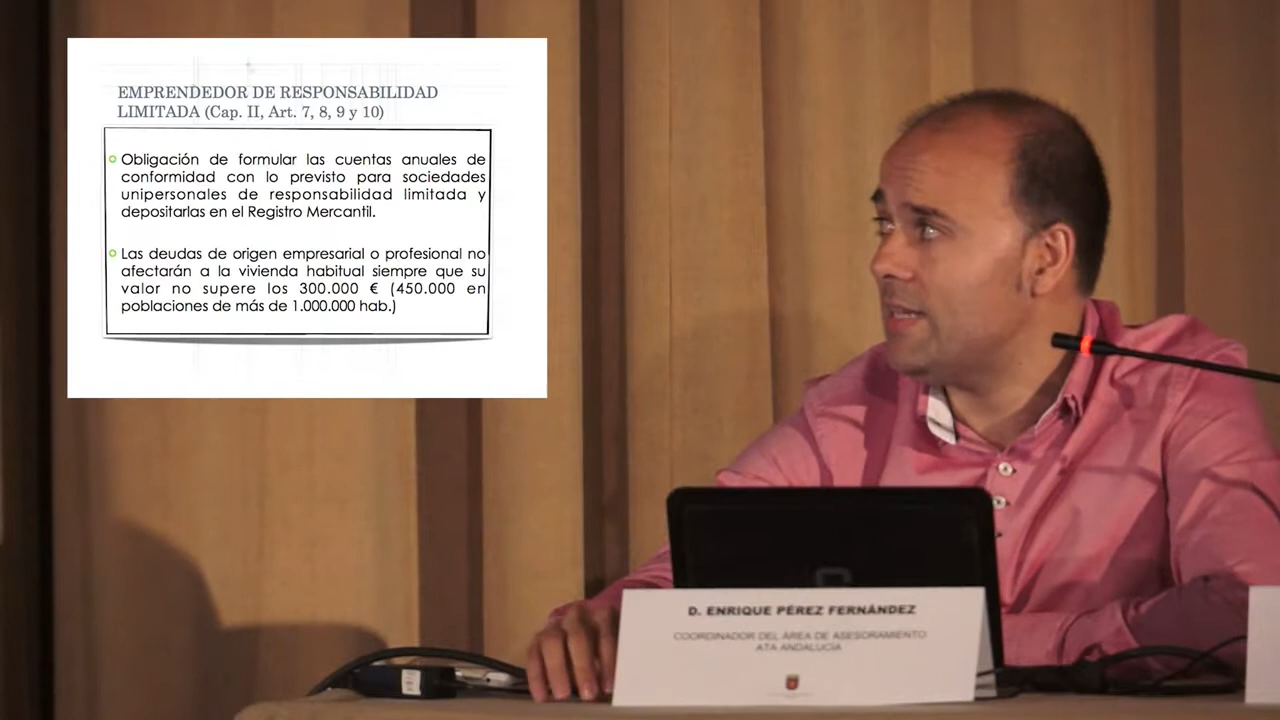 EMPRENDEDOR DE RESPONSABILIDAD
LIMITADA (Cap. II, Art. 7, 8, 9 y 10)
Obligación de formular las cuentas anuales de
conformidad con lo previsto para sociedades
unipersonales de responsabilidad limitada y
depositarlas en el Registro Mercantil.
Las deudas de origen empresarial o profesional no
afectarán a la vivienda habitual siempre que su
valor no supere los 300.000 € (450.000 en
poblaciones de más de 1.000.000 hab.)
D. ENRIQUE PÉREZ FERNÁNDEZ
COORDINADOR DEL ÁREA DE ASESORAMIENTO
ATA ANDALUCÍA